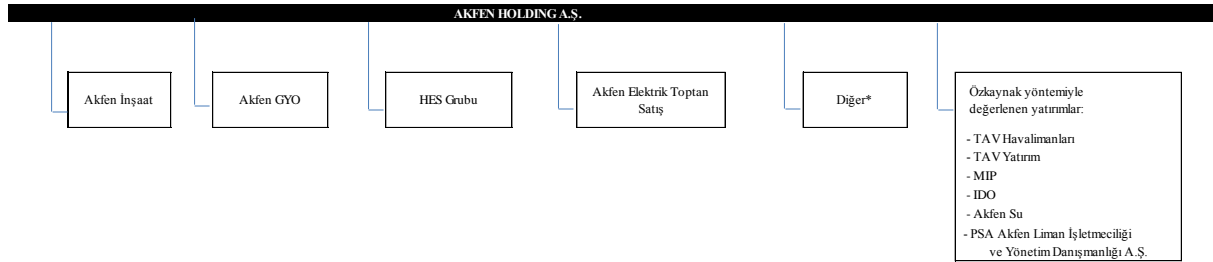 AKFEN HOLDING A.Ş.
Akfen İnşaat
Akfen GYO
HES Grubu
Akfen Elektrik Toptan
Satış
Diğer*
Özkaynak yöntemiyle
değerlenen yatırımlar:
- TAV Havalimanları
- TAV Yatırım
- MIP
- IDO
- Akfen Su
- PSA Akfen Liman İşletmeciliği
ve Yönetim Danışmanlığı A.Ş.